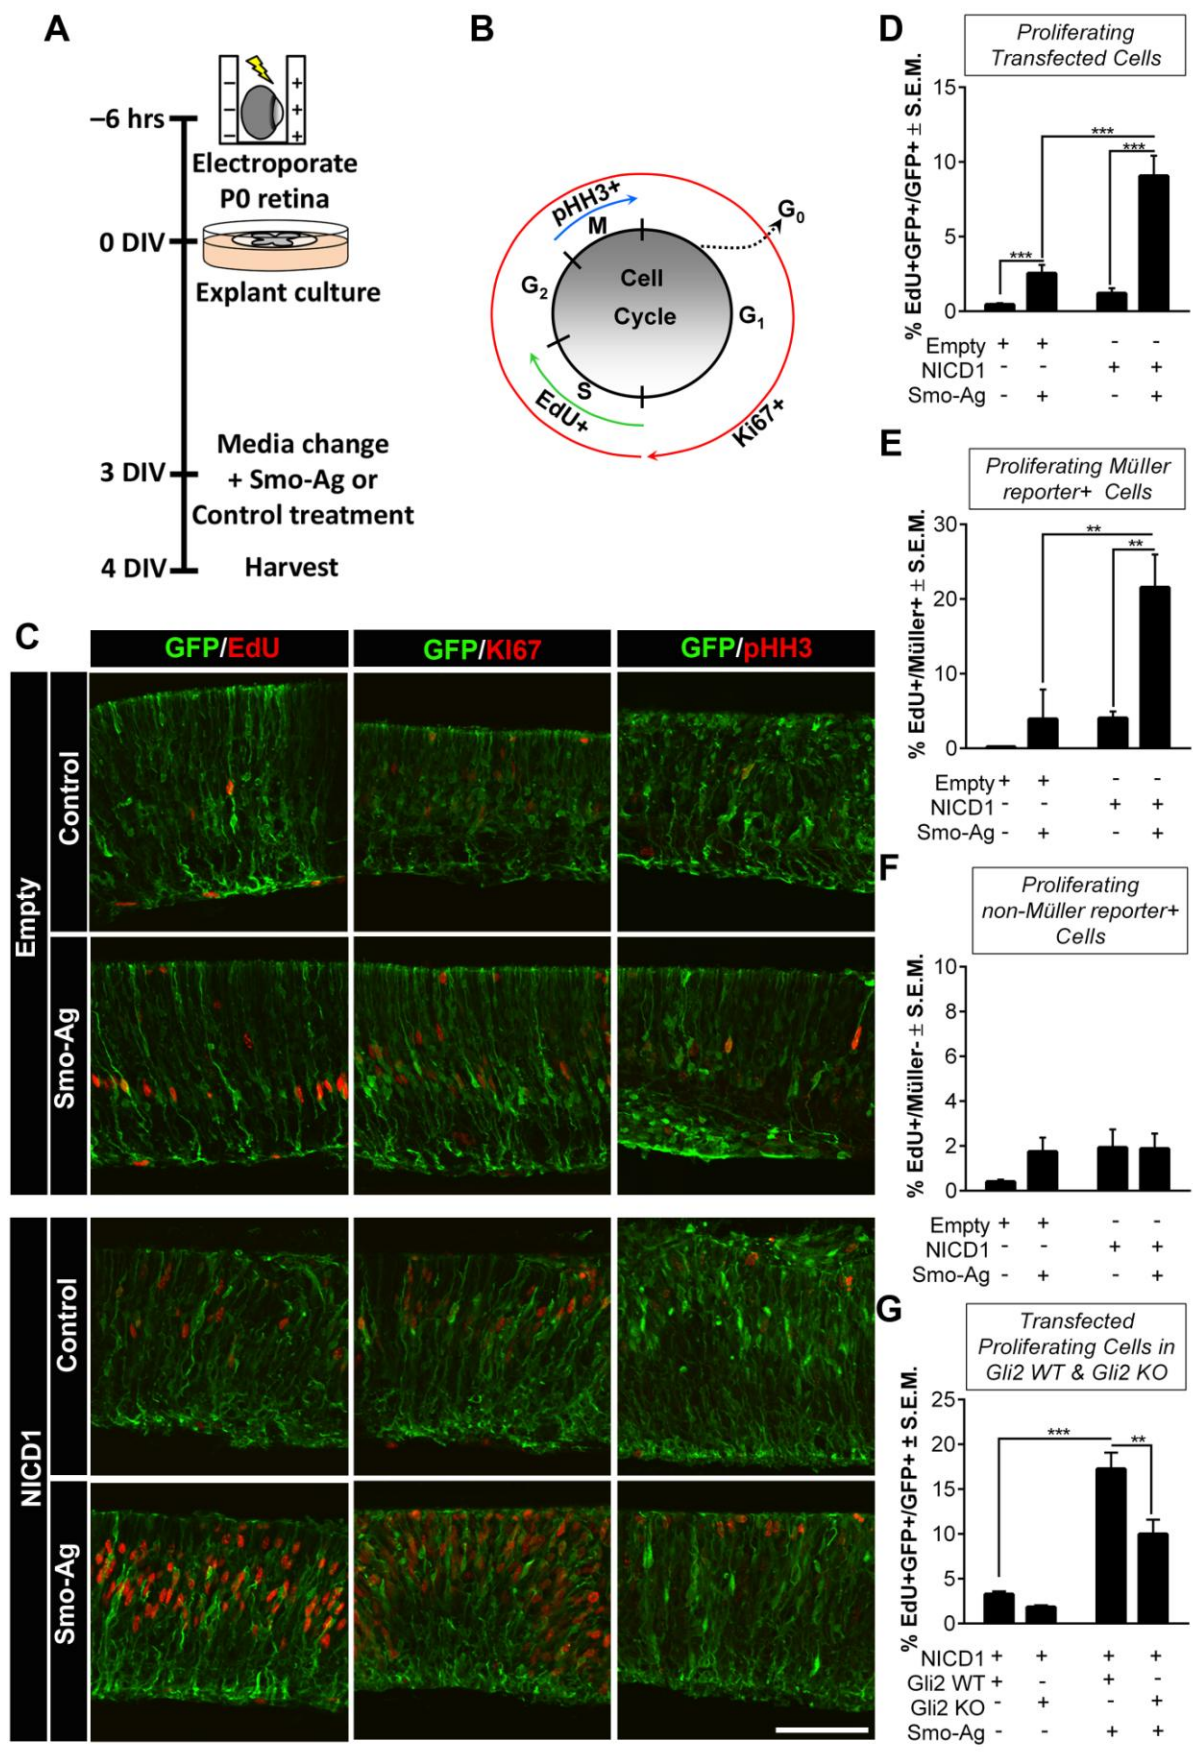 A
−6 hrs
− +
− +
− +
Electroporate
P0 retina
0 DIV
Explant culture
Media change
3 DIV
+ Smo-Ag or
Control treatment
4 DIV
Harvest
B
pHH3+
M
G0
G2
Cell
Cycle
G1
S
EdU+
Ki67+
C
GFP/EdU
GFP/KI67
GFP/pHH3
Empty
Control
Smo-Ag
NICD1
Control
Smo-Ag
D
Proliferating
Transfected Cells
% EdU+GFP+/GFP+ ± S.E.M.
15
10
5
0
***
***
***
Empty + + - -
NICD1 - - + +
Smo-Ag - + - +
E
Proliferating Müller
reporter+ Cells
% EdU+/Müller+ ± S.E.M.
30
20
10
0
**
**
Empty + + - -
NICD1 - - + +
Smo-Ag - + - +
F
Proliferating
non-Müller reporter+
Cells
% EdU+/Müller- ± S.E.M.
10
8
6
4
2
0
Empty + + - -
NICD1 - - + +
Smo-Ag - + - +
G
Transfected
Proliferating Cells in
Gli2 WT & Gli2 KO
% EdU+GFP+/GFP+ ± S.E.M.
25
20
15
10
5
0
***
**
NICD1 + + + +
Gli2 WT + - + -
Gli2 KO - + - +
Smo-Ag - - + +